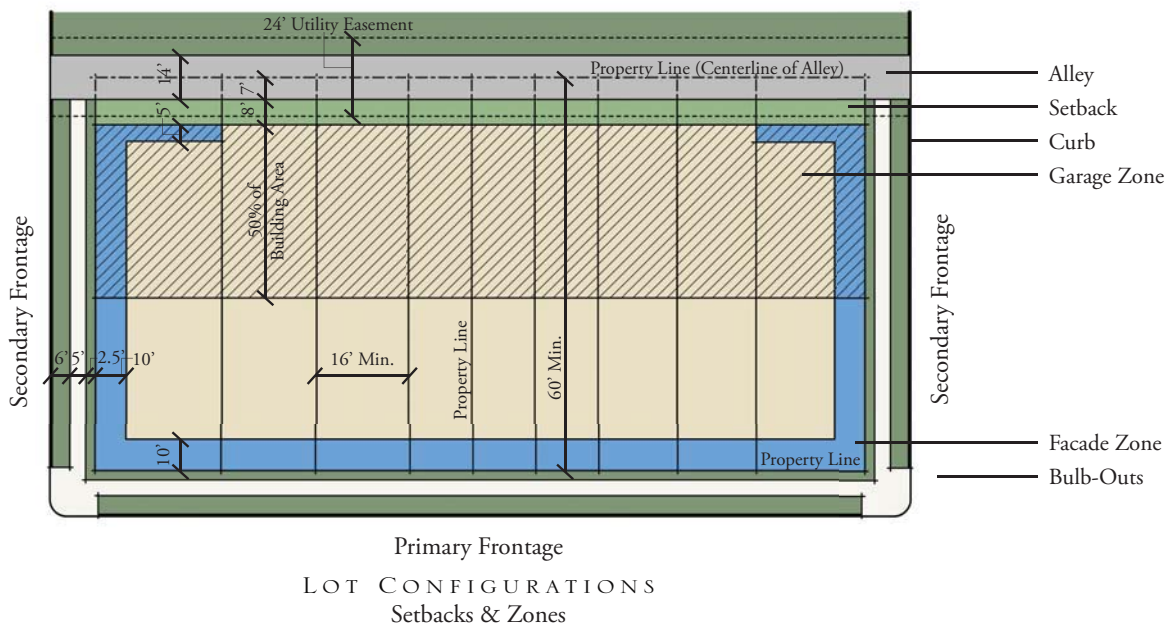 24’ Utility Easement
Property Line (Centerline of Alley)
Alley
14’
7’
Setback
5’
8’
Curb
Garage Zone
50% of
Building Area
Secondary Frontage
Secondary Frontage
6’
5’
2.5’
10’
16’ Min.
Property Line
60’ Min.
10’
Facade Zone
Property Line
Bulb-Outs
Primary Frontage
LOT CONFIGURATIONS
Setbacks & Zones